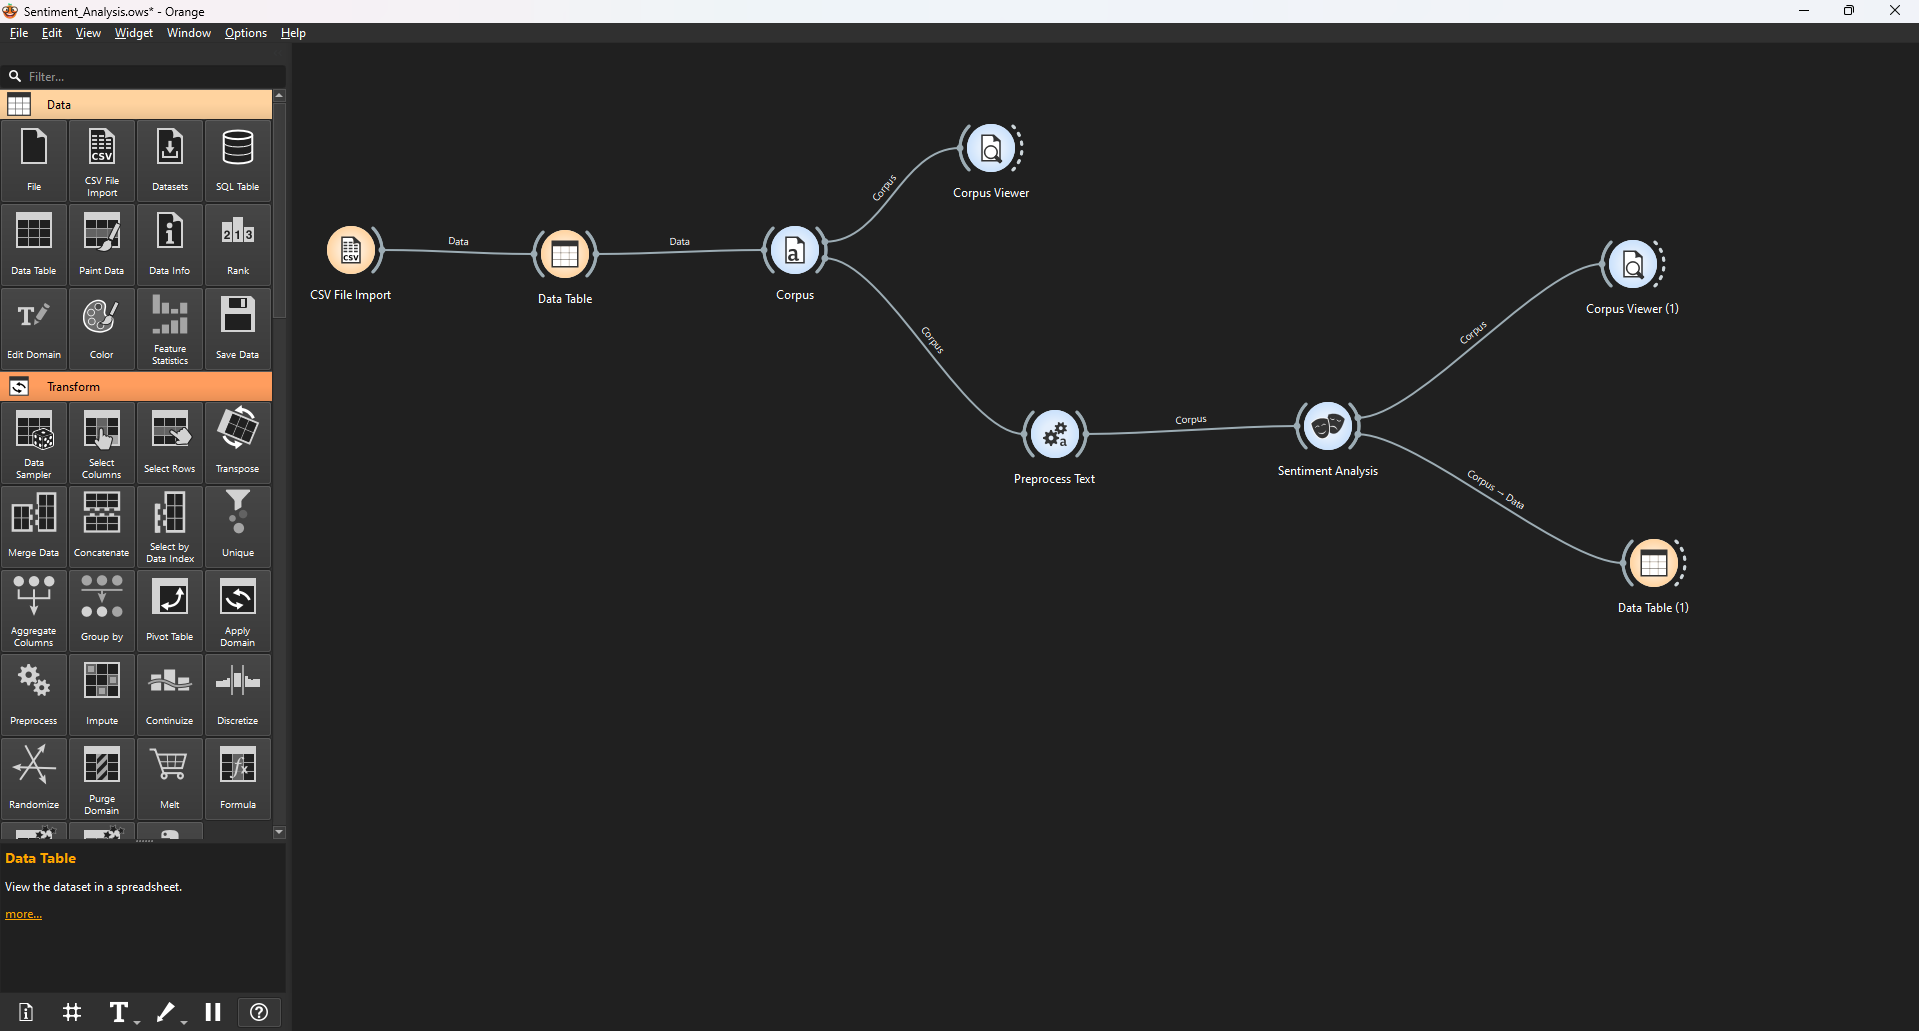 Sentiment_Analysis.ows* - Orange
File Edit View Widget Window Options Help
Filter...
Data
File
CSV File
Import
Datasets
SQL Table
Data Table
Paint Data
Data Info
Rank
Edit Domain
Color
Feature
Statistics
Save Data
Transform
Data
Sampler
Select
Columns
Select Rows
Transpose
Merge Data
Concatenate
Select by
Data Index
Unique
Aggregate
Columns
Group by
Pivot Table
Apply
Domain
Preprocess
Impute
Continuize
Discretize
Randomize
Purge
Domain
Melt
Formula
Data Table
View the dataset in a spreadsheet.
more...
CSV File Import
Data
Data Table
Data
Corpus
Corpus
Corpus Viewer
Corpus
Preprocess Text
Corpus
Sentiment Analysis
Corpus
Corpus Viewer (1)
Corpus → Data
Data Table (1)